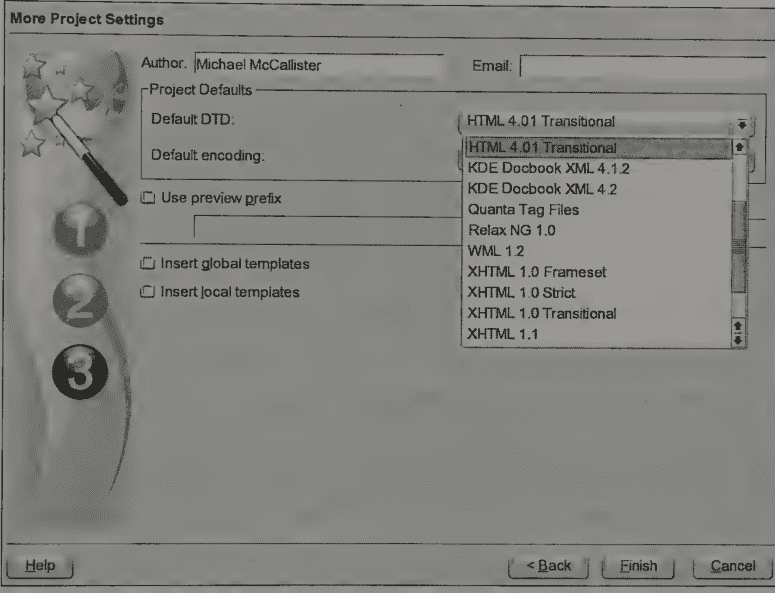 More Project Settings
Author: Michael McCallister Email:
Project Defaults
Default DTD: HTML 4.01 Transitional
Default encoding:
HTML 4.01 Transitional
KDE Docbook XML 4.1.2
KDE Docbook XML 4.2
Quanta Tag Files
Relax NG 1.0
WML 1.2
XHTML 1.0 Frameset
XHTML 1.0 Strict
XHTML 1.0 Transitional
XHTML 1.1
Use preview prefix
Insert global templates
Insert local templates
1
2
3
Help < Back Finish Cancel